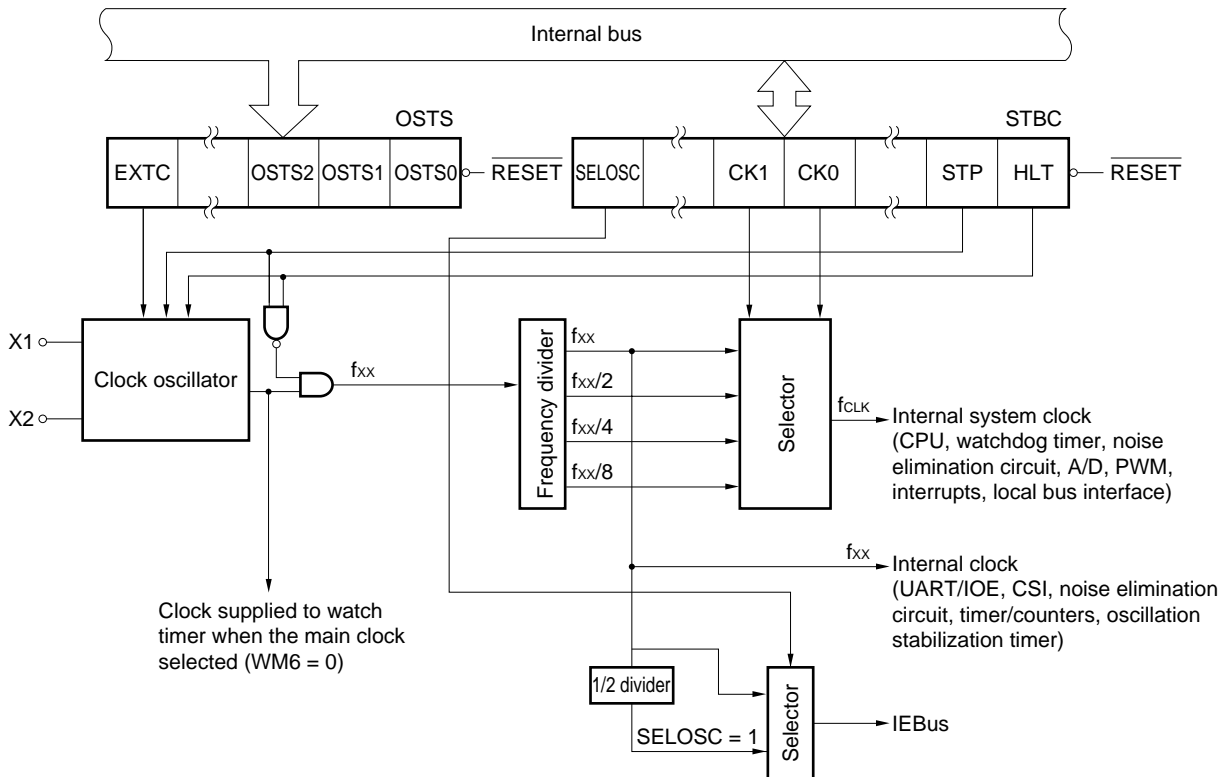 Internal bus
OSTS
STBC
EXTC
OSTS2
OSTS1
OSTS0
RESET
SELOSC
CK1
CK0
STP
HLT
RESET
X1
X2
Clock oscillator
fXX
Frequency divider
fXX
fXX/2
fXX/4
fXX/8
Selector
fCLK
Internal system clock
(CPU, watchdog timer, noise
elimination circuit, A/D, PWM,
interrupts, local bus interface)
fXX
Internal clock
(UART/IOE, CSI, noise elimination
circuit, timer/counters, oscillation
stabilization timer)
Clock supplied to watch
timer when the main clock
selected (WM6 = 0)
1/2 divider
SELOSC = 1
Selector
IEBus